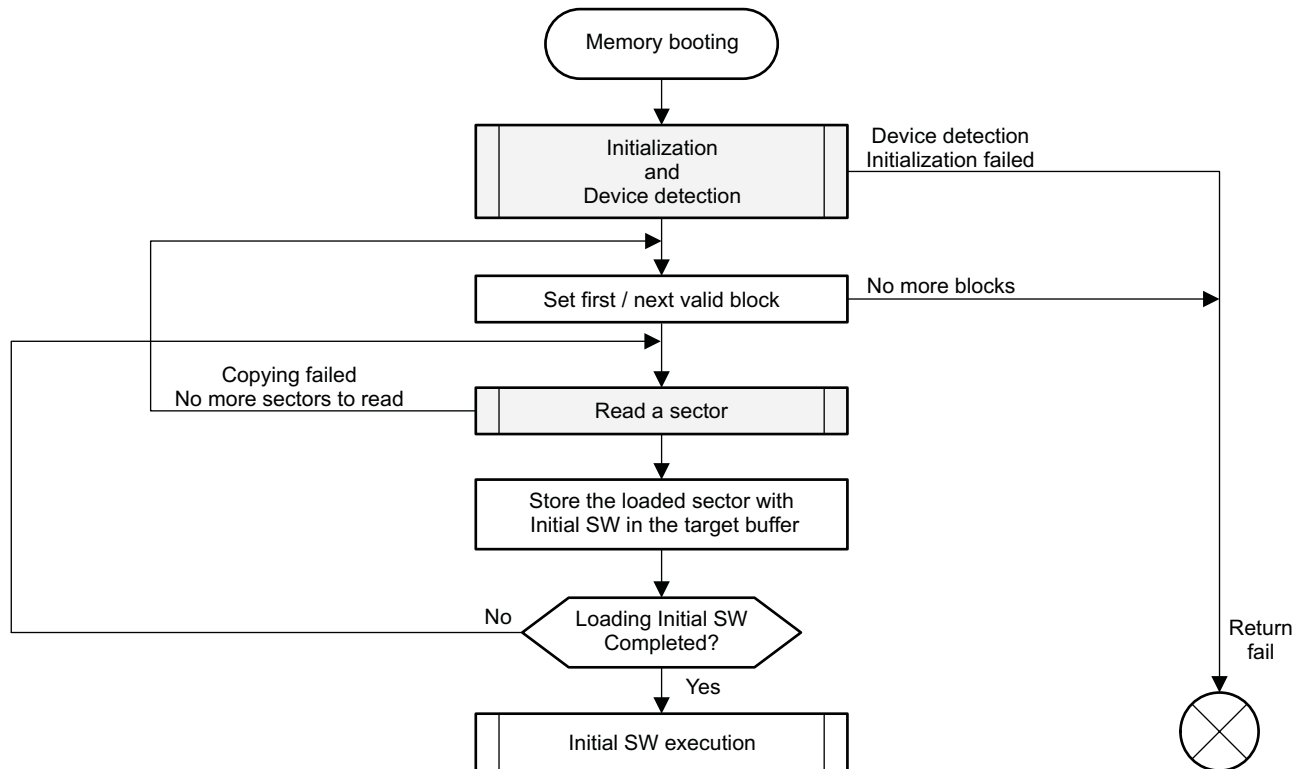 Memory booting
Initialization
and
Device detection
Device detection
Initialization failed
Set first / next valid block
No more blocks
Copying failed
No more sectors to read
Read a sector
Store the loaded sector with
Initial SW in the target buffer
No
Loading Initial SW
Completed?
Return
fail
Yes
Initial SW execution